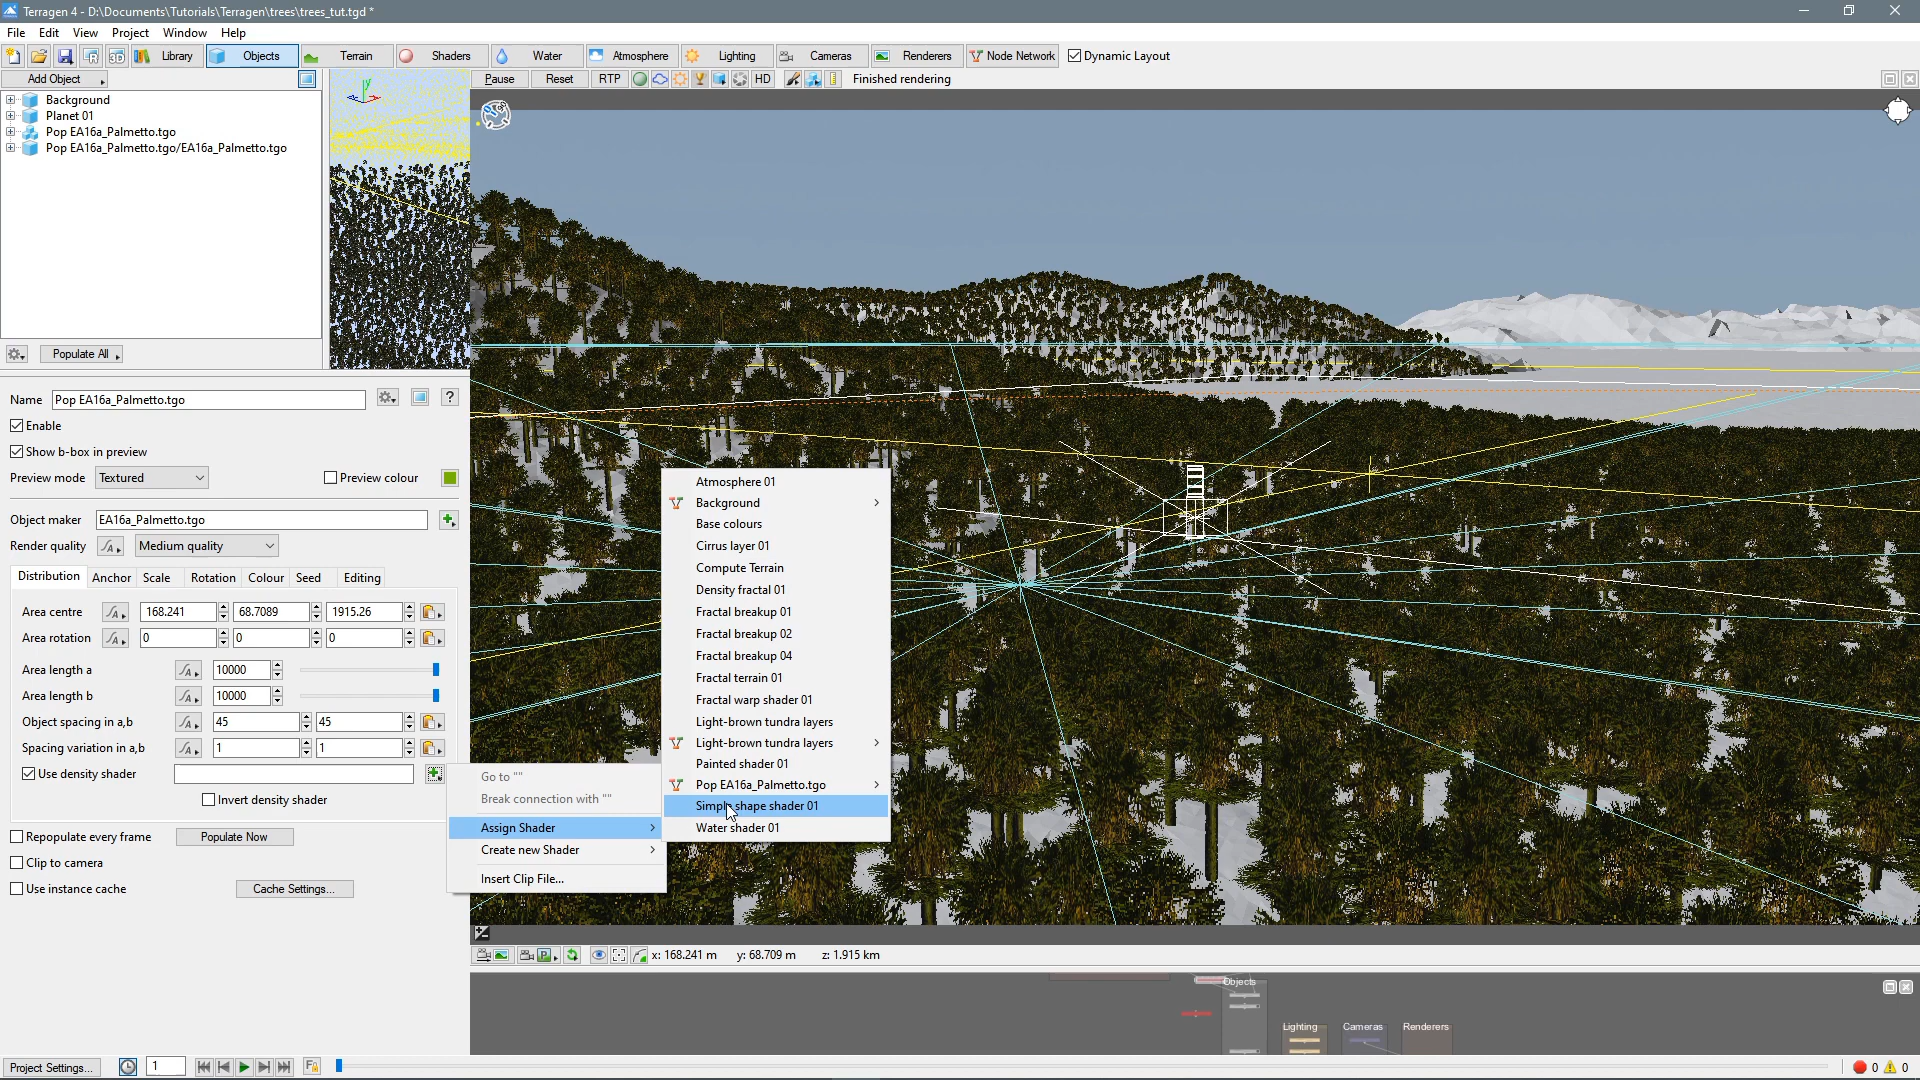 Terragen 4 - D:\Documents\Tutorials\Terragen\trees\trees_tut.tgd *
File Edit View Project Window Help
Library Objects Terrain Shaders Water Atmosphere Lighting Cameras Renderers Node Network Dynamic Layout
Add Object Pause Reset RTP HD Finished rendering
Background
Planet 01
Pop EA16a_Palmetto.tgo
Pop EA16a_Palmetto.tgo/EA16a_Palmetto.tgo
Y
Populate All
Name Pop EA16a_Palmetto.tgo ?
Enable
Show b-box in preview
Preview mode Textured Preview colour
Object maker EA16a_Palmetto.tgo
Render quality Medium quality
Distribution Anchor Scale Rotation Colour Seed Editing
Area centre 168.241 68.7089 1915.26
Area rotation 0 0 0
Area length a 10000
Area length b 10000
Object spacing in a,b 45 45
Spacing variation in a,b 1 1
Use density shader
Invert density shader
Repopulate every frame Populate Now
Clip to camera
Use instance cache Cache Settings...
Go to ""
Break connection with ""
Assign Shader
Create new Shader
Insert Clip File...
Atmosphere 01
Background
Base colours
Cirrus layer 01
Compute Terrain
Density fractal 01
Fractal breakup 01
Fractal breakup 02
Fractal breakup 04
Fractal terrain 01
Fractal warp shader 01
Light-brown tundra layers
Light-brown tundra layers
Painted shader 01
Pop EA16a_Palmetto.tgo
Simple shape shader 01
Water shader 01
x: 168.241 m y: 68.709 m z: 1.915 km
Objects
Lighting Cameras Renderers
Project Settings... 1 0 0